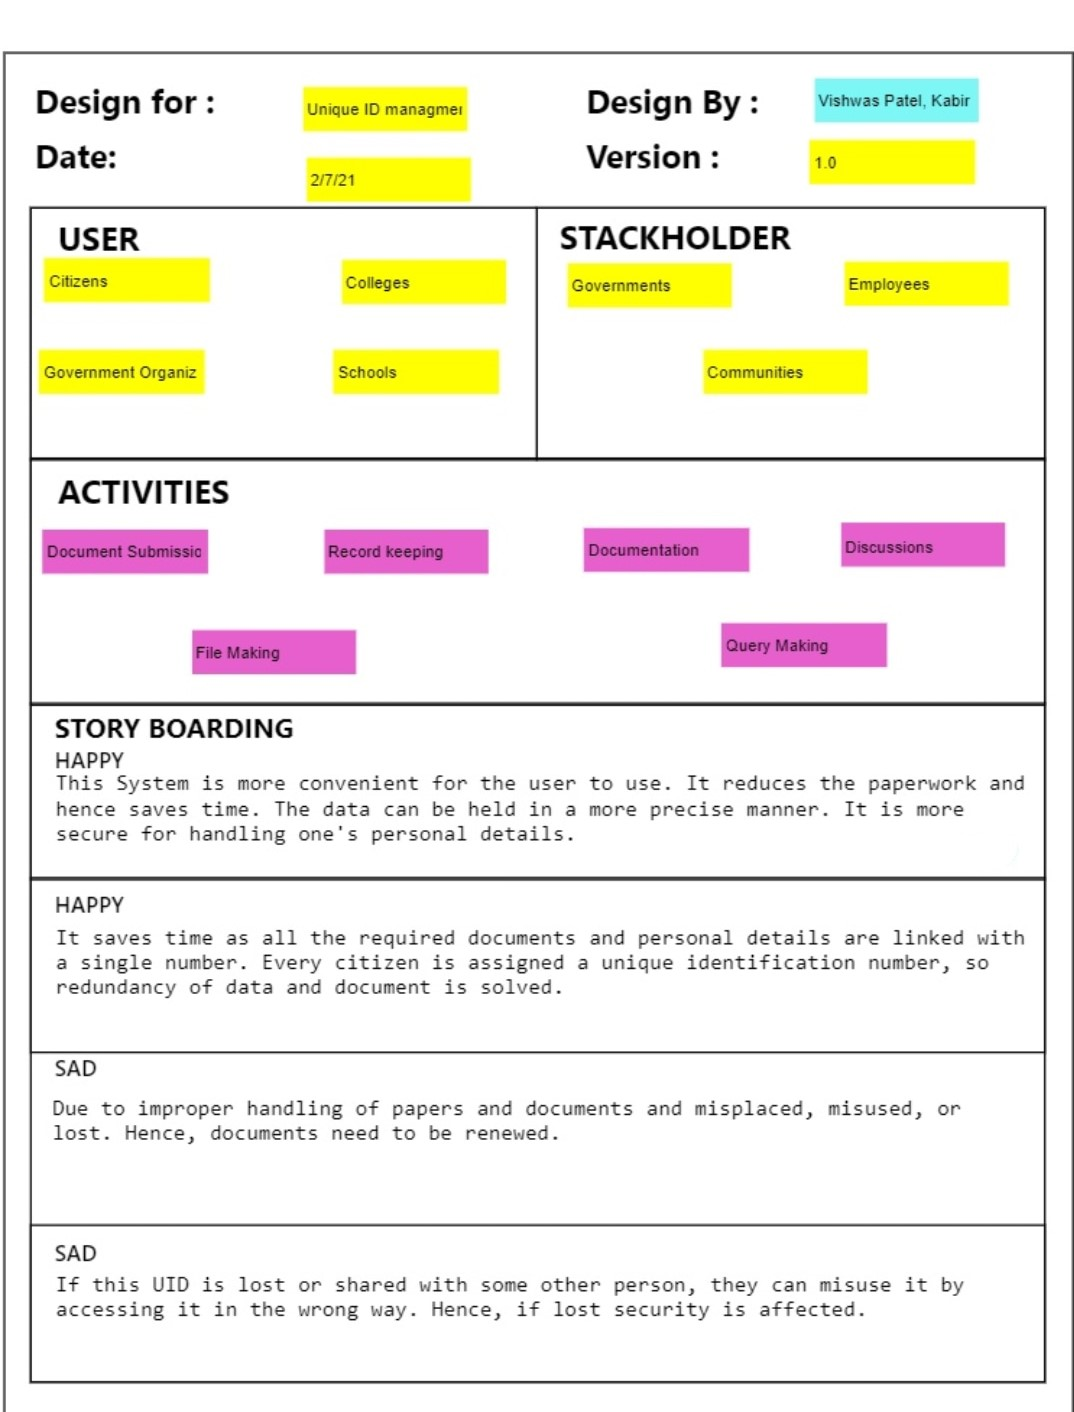 Design for :
Unique ID managmer
Design By :
Vishwas Patel, Kabir
Date:
2/7/21
Version :
1.0
USER
Citizens
Colleges
Government Organiz
Schools
STACKHOLDER
Governments
Employees
Communities
ACTIVITIES
Document Submissic
Record keeping
Documentation
Discussions
File Making
Query Making
STORY BOARDING
HAPPY
This System is more convenient for the user to use. It reduces the paperwork and
hence saves time. The data can be held in a more precise manner. It is more
secure for handling one's personal details.
HAPPY
It saves time as all the required documents and personal details are linked with
a single number. Every citizen is assigned a unique identification number, so
redundancy of data and document is solved.
SAD
Due to improper handling of papers and documents and misplaced, misused, or
lost. Hence, documents need to be renewed.
SAD
If this UID is lost or shared with some other person, they can misuse it by
accessing it in the wrong way. Hence, if lost security is affected.